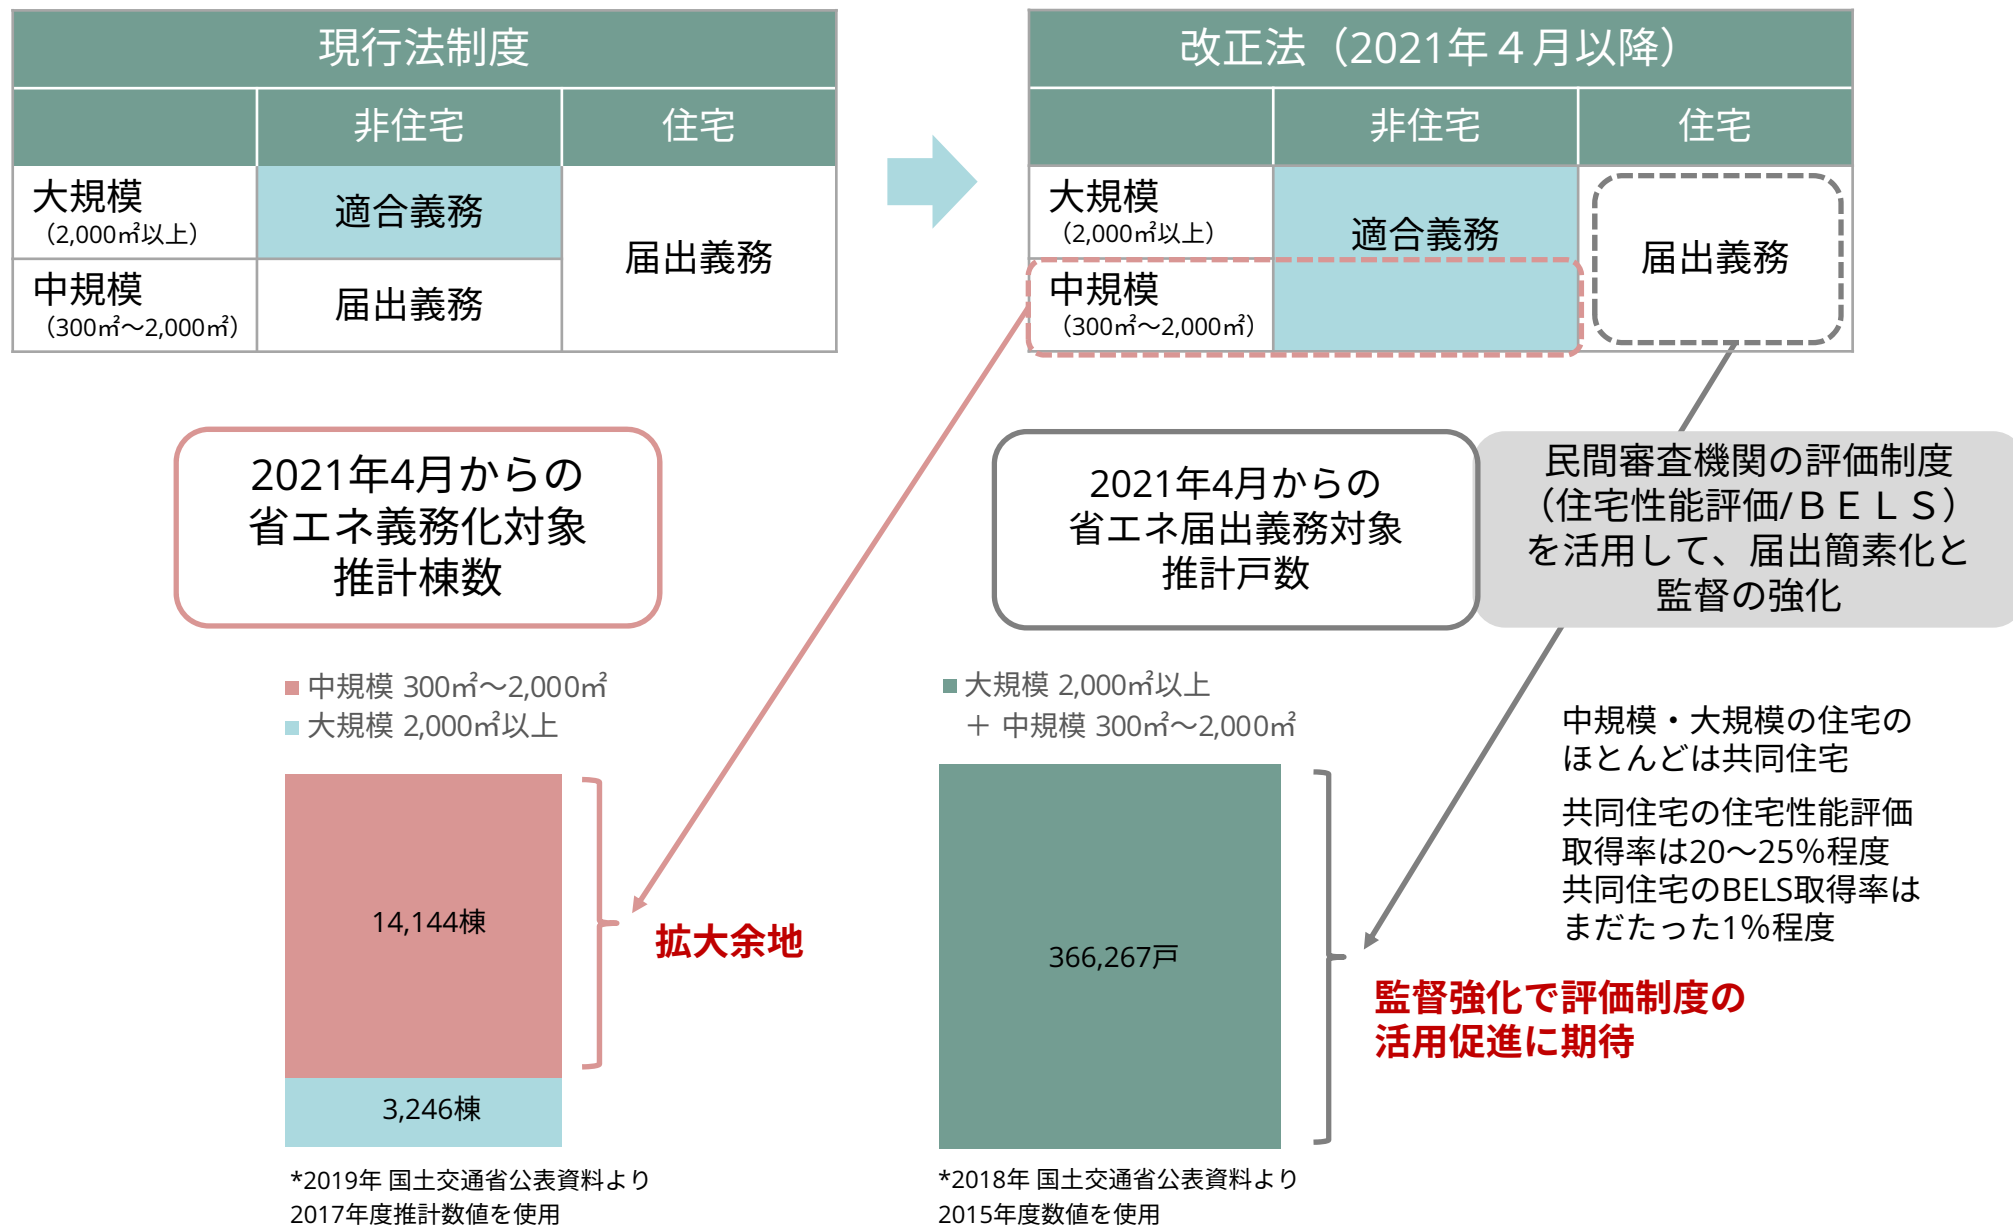 現行法制度
非住宅
住宅
大規模
（2,000㎡以上）
適合義務
届出義務
中規模
（300㎡～2,000㎡）
届出義務
改正法（2021年４月以降）
非住宅
住宅
大規模
（2,000㎡以上）
適合義務
届出義務
中規模
（300㎡～2,000㎡）
2021年4月からの
省エネ義務化対象
推計棟数
中規模 300㎡～2,000㎡
大規模 2,000㎡以上
14,144棟
3,246棟
拡大余地
*2019年 国土交通省公表資料より
2017年度推計数値を使用
2021年4月からの
省エネ届出義務対象
推計戸数
民間審査機関の評価制度
（住宅性能評価/ＢＥＬＳ）
を活用して、届出簡素化と
監督の強化
大規模 2,000㎡以上
＋ 中規模 300㎡～2,000㎡
366,267戸
中規模・大規模の住宅の
ほとんどは共同住宅
共同住宅の住宅性能評価
取得率は20～25%程度
共同住宅のBELS取得率は
まだたった1%程度
監督強化で評価制度の
活用促進に期待
*2018年 国土交通省公表資料より
2015年度数値を使用